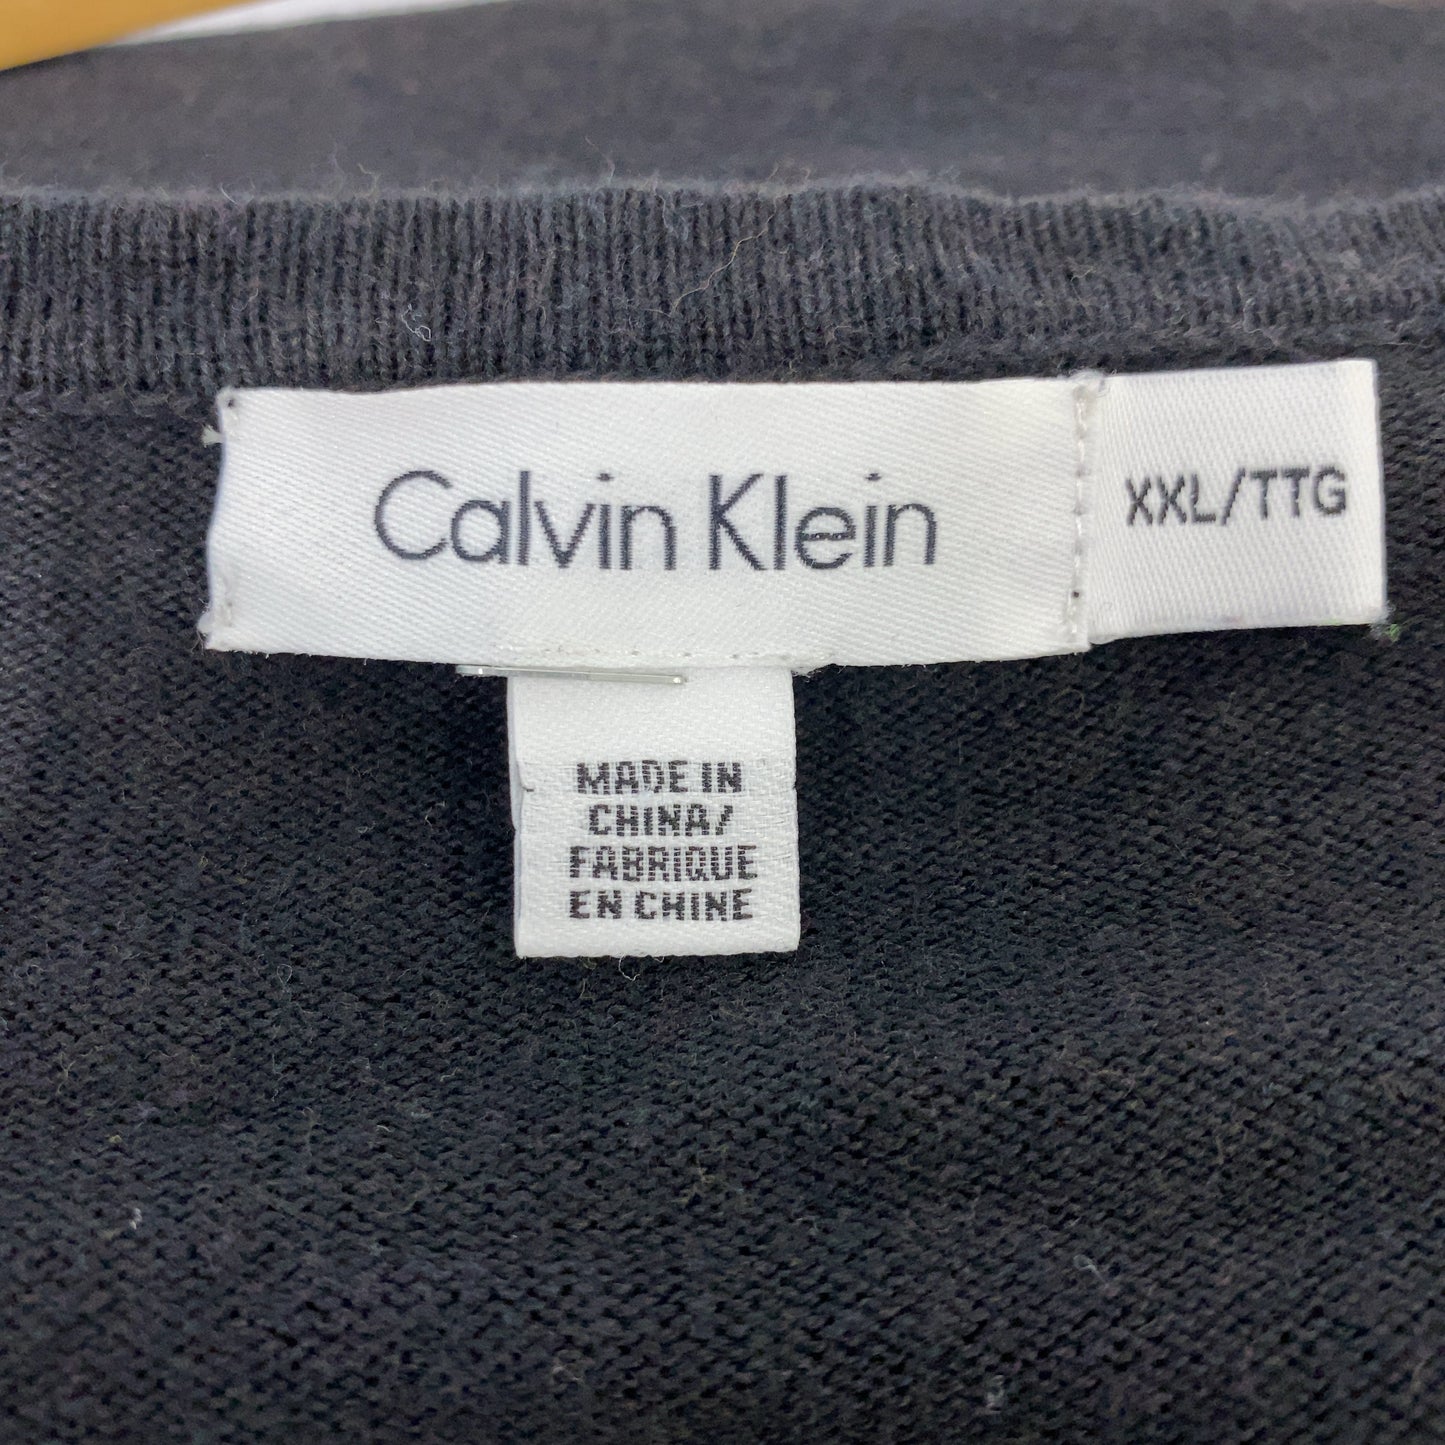 Calvin Klein
XXL/TTG
MADE IN
CHINA/
FABRIQUE
EN CHINE